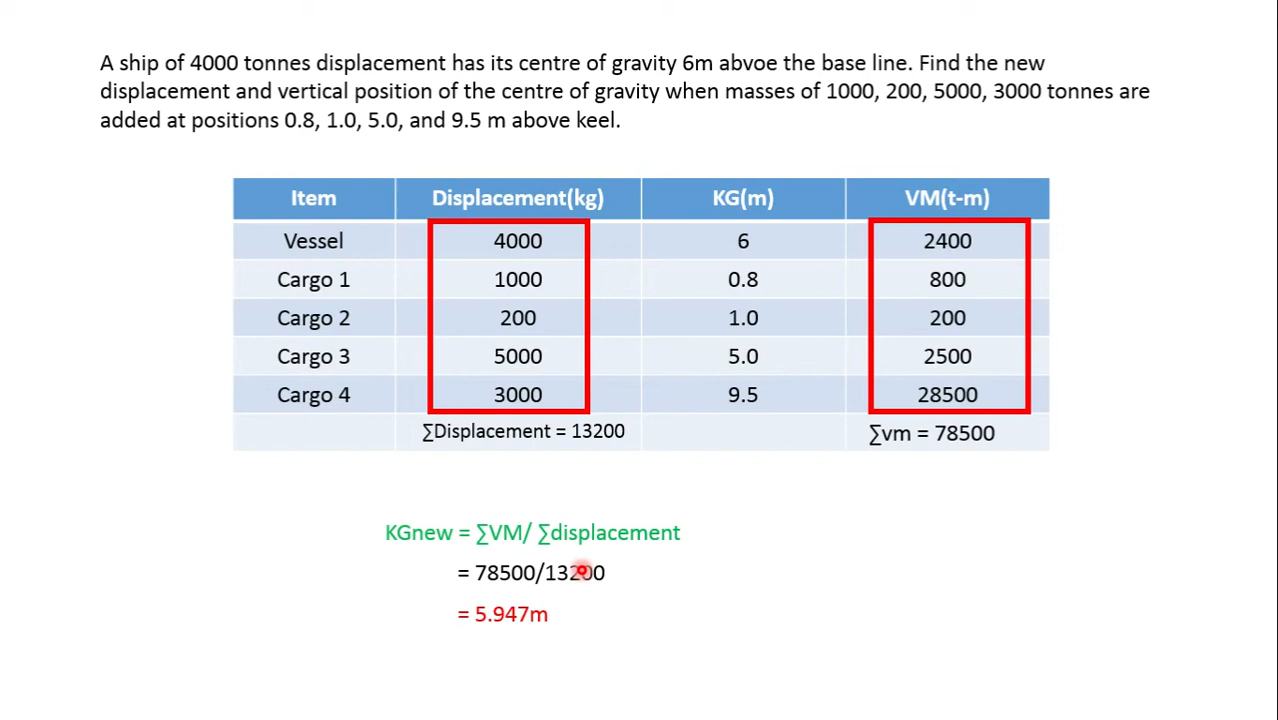 A ship of 4000 tonnes displacement has its centre of gravity 6m abvoe the base line. Find the new
displacement and vertical position of the centre of gravity when masses of 1000, 200, 5000, 3000 tonnes are
added at positions 0.8, 1.0, 5.0, and 9.5 m above keel.
Item Displacement(kg) KG(m) VM(t-m)
Vessel 4000 6 2400
Cargo 1 1000 0.8 800
Cargo 2 200 1.0 200
Cargo 3 5000 5.0 2500
Cargo 4 3000 9.5 28500
∑Displacement = 13200 ∑vm = 78500
KGnew = ∑VM/ ∑displacement
= 78500/13200
= 5.947m